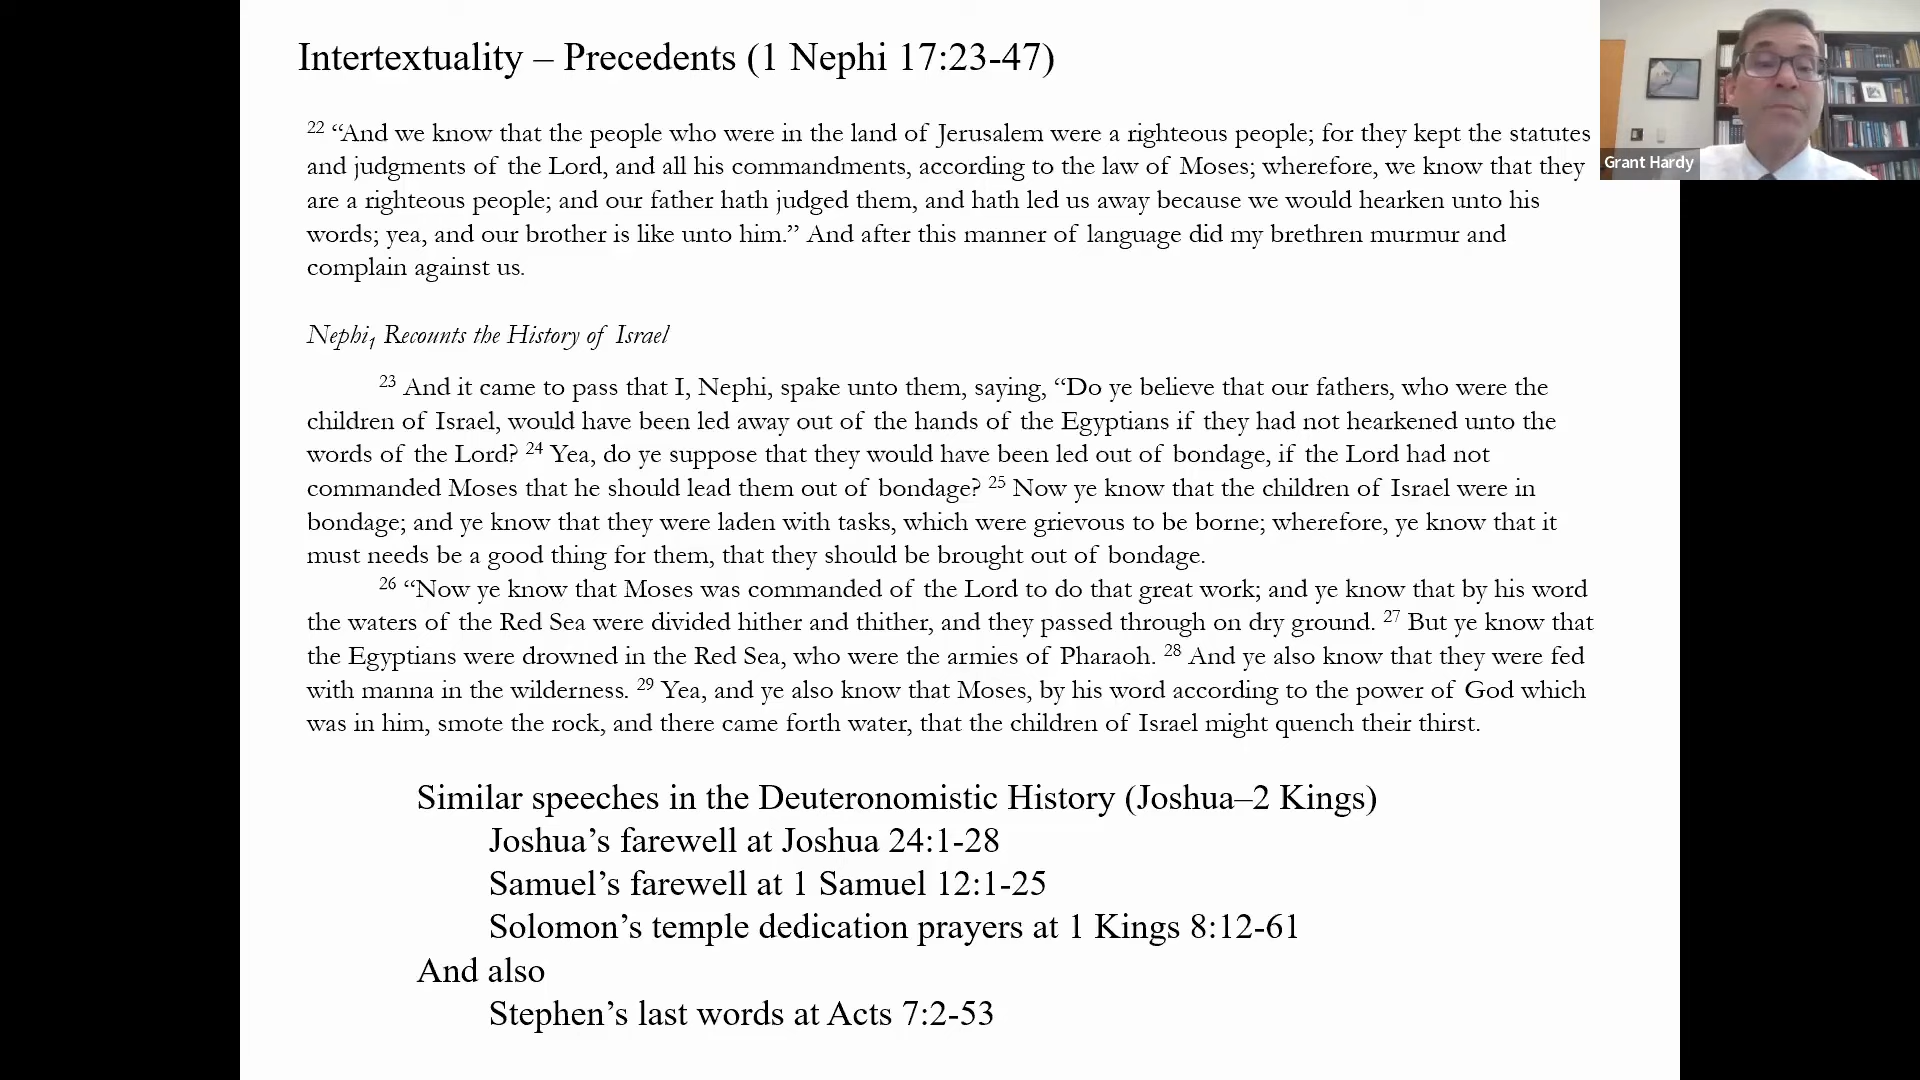 Intertextuality – Precedents (1 Nephi 17:23-47)
22 “And we know that the people who were in the land of Jerusalem were a righteous people; for they kept the statutes
and judgments of the Lord, and all his commandments, according to the law of Moses; wherefore, we know that they
are a righteous people; and our father hath judged them, and hath led us away because we would hearken unto his
words; yea, and our brother is like unto him.” And after this manner of language did my brethren murmur and
complain against us.
Nephi1 Recounts the History of Israel
23 And it came to pass that I, Nephi, spake unto them, saying, “Do ye believe that our fathers, who were the
children of Israel, would have been led away out of the hands of the Egyptians if they had not hearkened unto the
words of the Lord? 24 Yea, do ye suppose that they would have been led out of bondage, if the Lord had not
commanded Moses that he should lead them out of bondage? 25 Now ye know that the children of Israel were in
bondage; and ye know that they were laden with tasks, which were grievous to be borne; wherefore, ye know that it
must needs be a good thing for them, that they should be brought out of bondage.
26 “Now ye know that Moses was commanded of the Lord to do that great work; and ye know that by his word
the waters of the Red Sea were divided hither and thither, and they passed through on dry ground. 27 But ye know that
the Egyptians were drowned in the Red Sea, who were the armies of Pharaoh. 28 And ye also know that they were fed
with manna in the wilderness. 29 Yea, and ye also know that Moses, by his word according to the power of God which
was in him, smote the rock, and there came forth water, that the children of Israel might quench their thirst.
Similar speeches in the Deuteronomistic History (Joshua–2 Kings)
Joshua’s farewell at Joshua 24:1-28
Samuel’s farewell at 1 Samuel 12:1-25
Solomon’s temple dedication prayers at 1 Kings 8:12-61
And also
Stephen’s last words at Acts 7:2-53
Grant Hardy